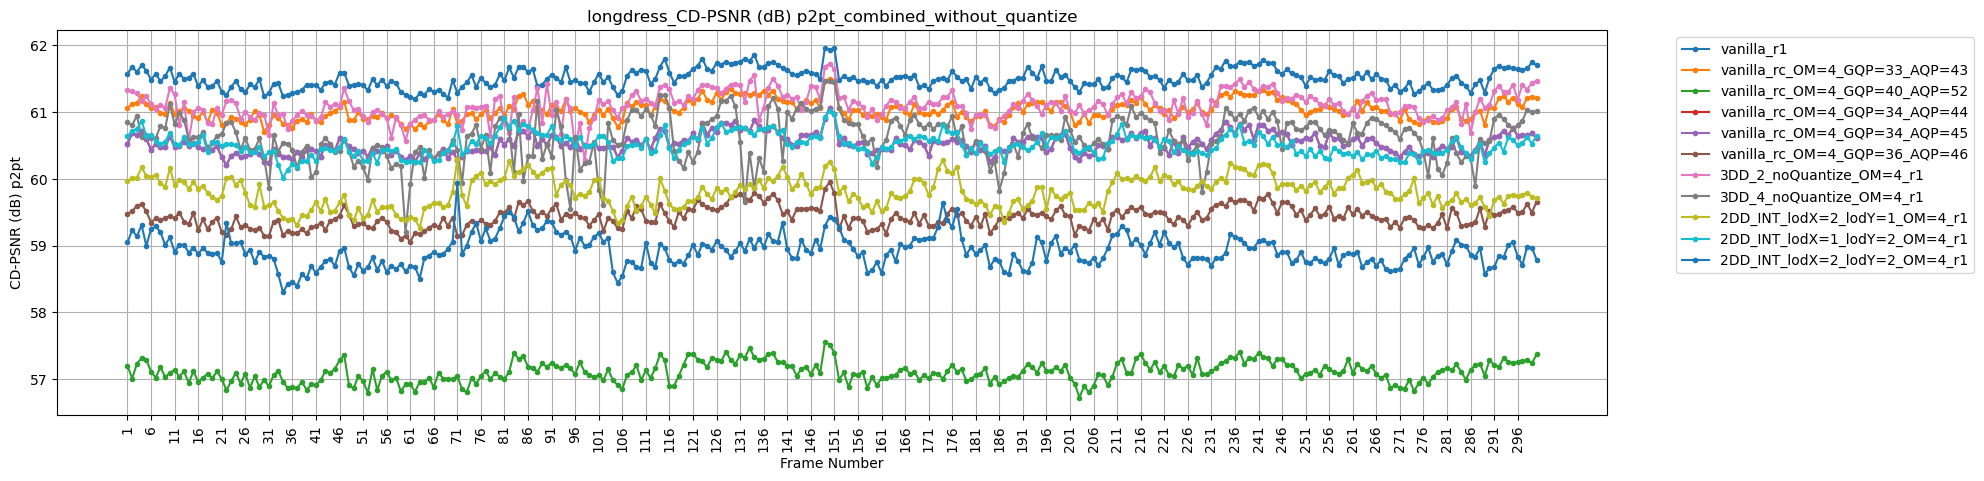 longdress_CD-PSNR (dB) p2pt_combined_without_quantize
CD-PSNR (dB) p2pt
62
61
60
59
58
57
1 6 11 16 21 26 31 36 41 46 51 56 61 66 71 76 81 86 91 96 101 106 111 116 121 126 131 136 141 146 151 156 161 166 171 176 181 186 191 196 201 206 211 216 221 226 231 236 241 246 251 256 261 266 271 276 281 286 291 296
Frame Number
vanilla_r1
vanilla_rc_OM=4_GQP=33_AQP=43
vanilla_rc_OM=4_GQP=40_AQP=52
vanilla_rc_OM=4_GQP=34_AQP=44
vanilla_rc_OM=4_GQP=34_AQP=45
vanilla_rc_OM=4_GQP=36_AQP=46
3DD_2_noQuantize_OM=4_r1
3DD_4_noQuantize_OM=4_r1
2DD_INT_lodX=2_lodY=1_OM=4_r1
2DD_INT_lodX=1_lodY=2_OM=4_r1
2DD_INT_lodX=2_lodY=2_OM=4_r1